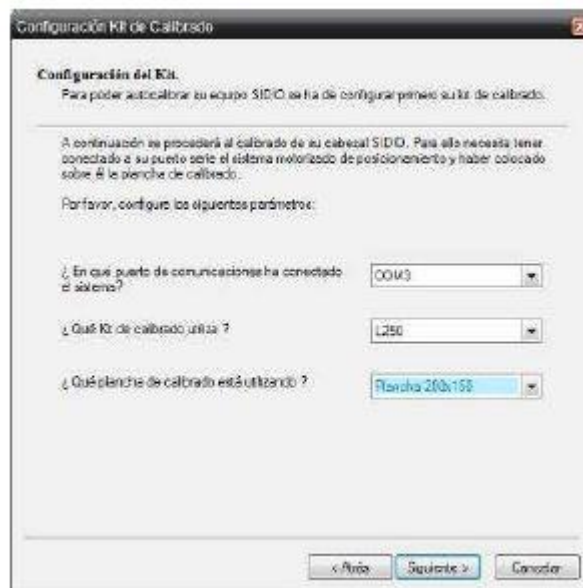 Configuración Kit de Calibrado
Configuración del Kit.
Para poder autocalibrar su equipo SIDIO se ha de configurar primero su kit de calibrado.
A continuación se procederá al calibrado de su cabezal SIDIO. Para ello necesita tener
conectado a su puerto serie el sistema motorizado de posicionamiento y haber colocado
sobre él la plancha de calibrado.
Por favor, configure los siguientes parámetros:
¿ En qué puerto de comunicaciones ha conectado
el sistema?
COM3
¿ Qué Kit de calibrado utiliza ?
L250
¿ Qué plancha de calibrado está utilizando ?
Plancha 200x150
< Atrás
Siguiente >
Cancelar